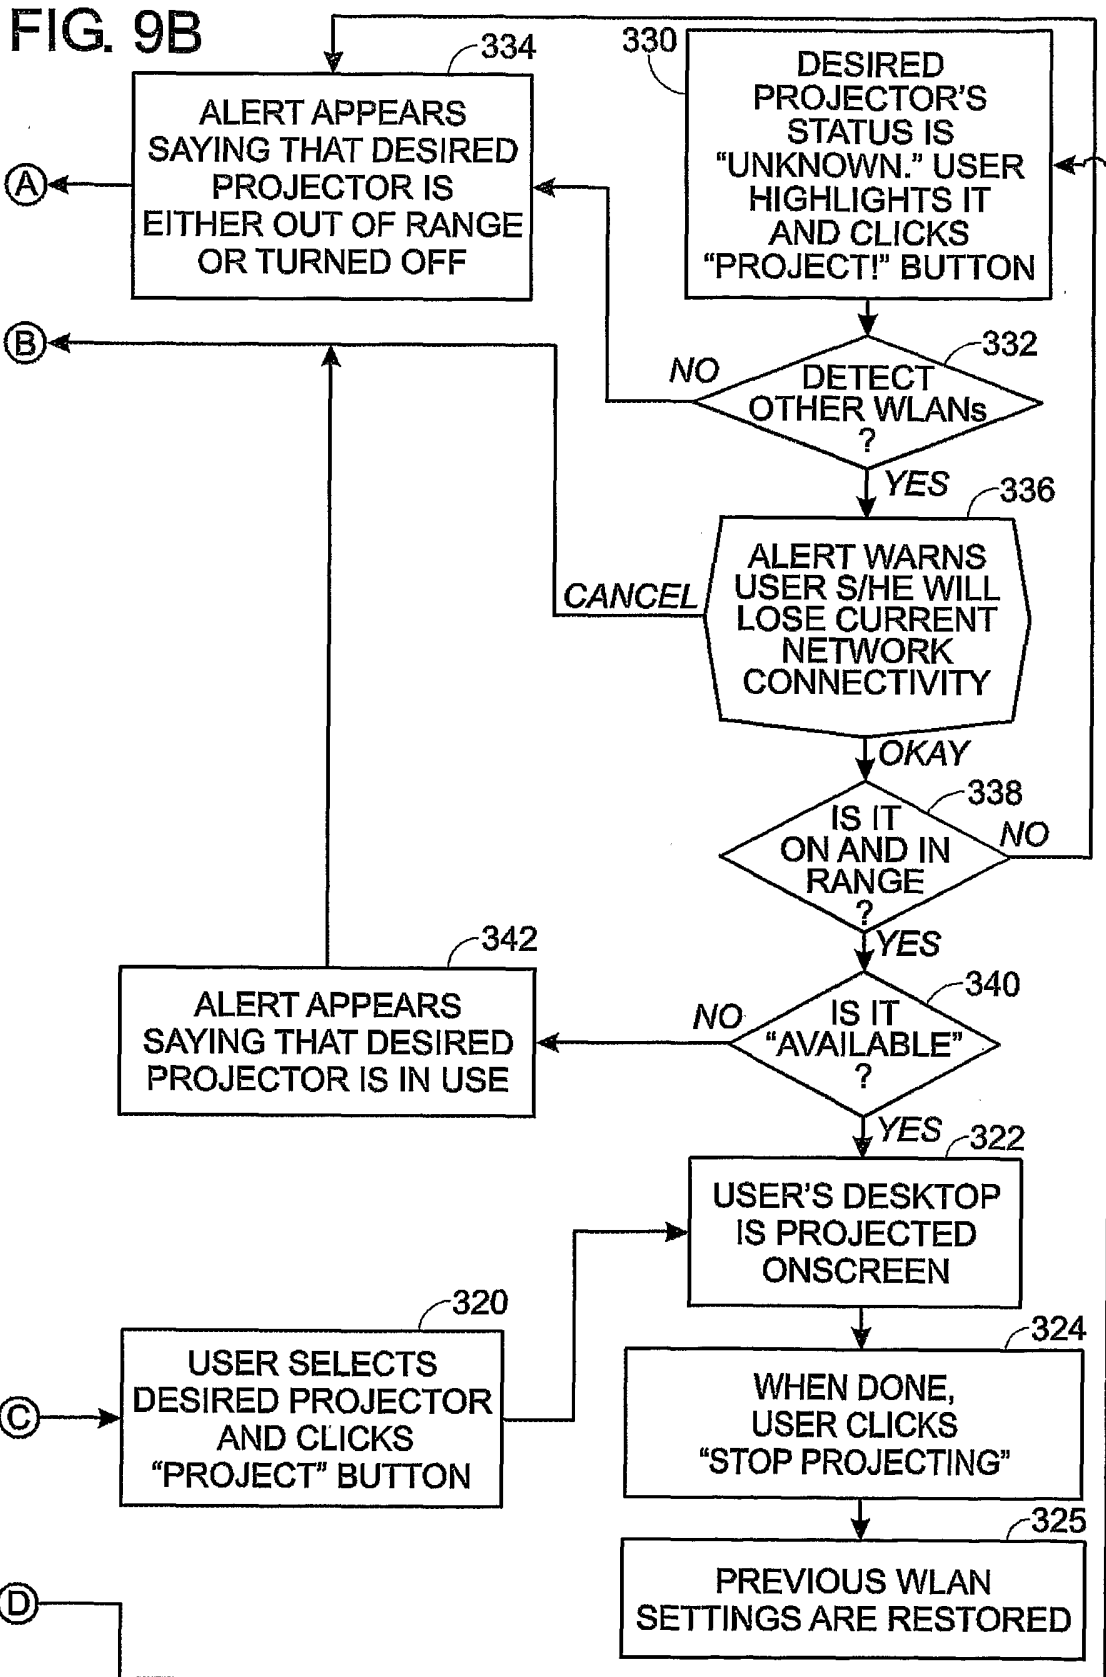 FIG. 9B
334
ALERT APPEARS
SAYING THAT DESIRED
PROJECTOR IS
EITHER OUT OF RANGE
OR TURNED OFF
A
330
DESIRED
PROJECTOR'S
STATUS IS
“UNKNOWN.” USER
HIGHLIGHTS IT
AND CLICKS
“PROJECT!” BUTTON
B
332
NO
DETECT
OTHER WLANs
?
YES
336
ALERT WARNS
USER S/HE WILL
LOSE CURRENT
NETWORK
CONNECTIVITY
CANCEL
OKAY
338
IS IT
ON AND IN
RANGE
?
NO
YES
342
ALERT APPEARS
SAYING THAT DESIRED
PROJECTOR IS IN USE
340
NO
IS IT
“AVAILABLE”
?
YES
322
USER'S DESKTOP
IS PROJECTED
ONSCREEN
320
C
USER SELECTS
DESIRED PROJECTOR
AND CLICKS
“PROJECT” BUTTON
324
WHEN DONE,
USER CLICKS
“STOP PROJECTING”
325
PREVIOUS WLAN
SETTINGS ARE RESTORED
D